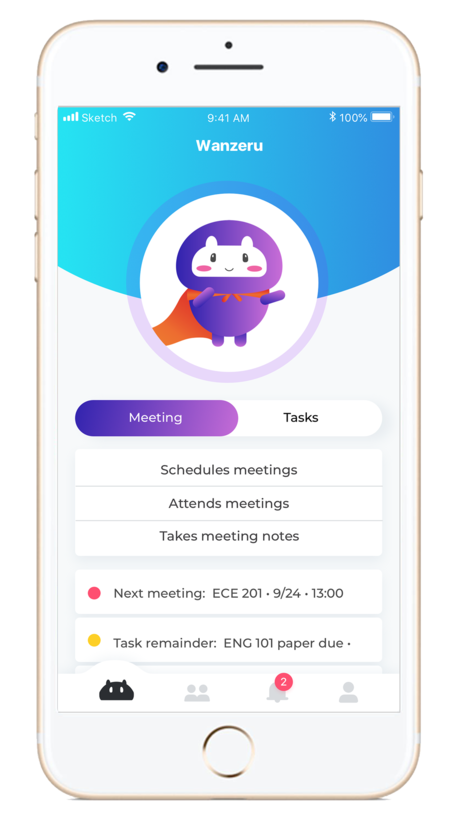 Sketch 9:41 AM 100%
Wanzeru
Meeting Tasks
Schedules meetings
Attends meetings
Takes meeting notes
Next meeting: ECE 201 • 9/24 • 13:00
Task remainder: ENG 101 paper due •
2